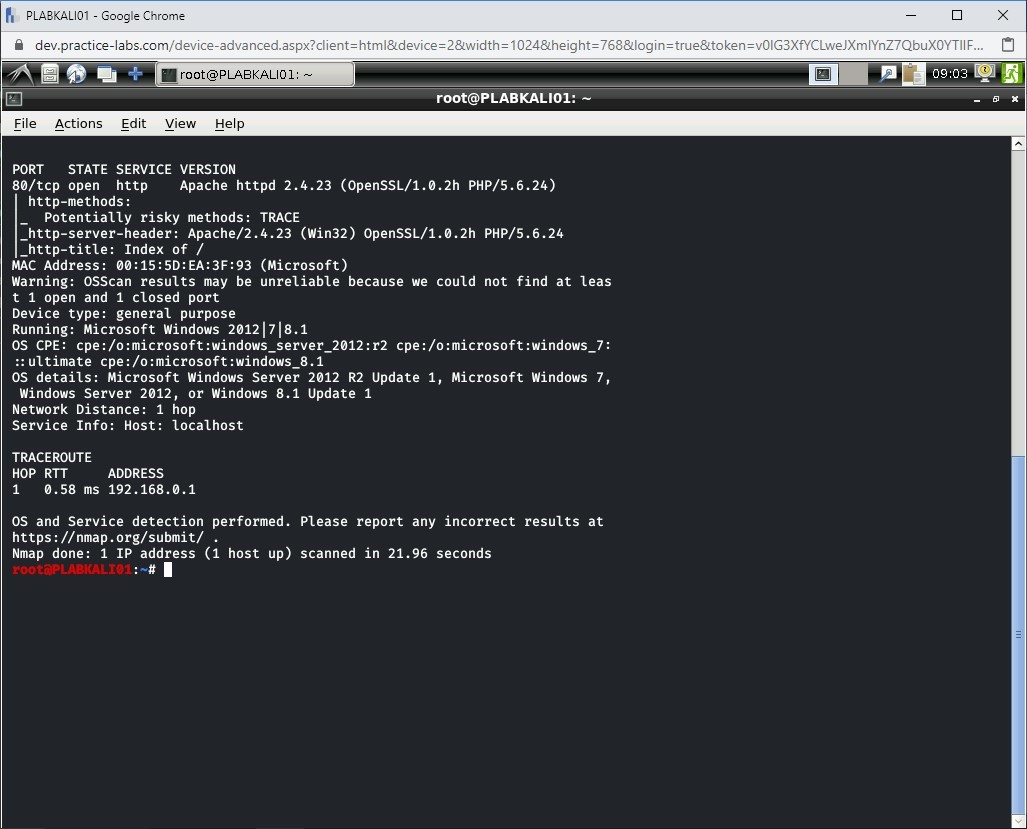 PLABKALI01 - Google Chrome
dev.practice-labs.com/device-advanced.aspx?client=html&device=2&width=1024&height=768&login=true&token=v0IG3XfYCLweJXmIYnZ7QbuX0YTIIF...
root@PLABKALI01: ~
09:03
root@PLABKALI01: ~
File Actions Edit View Help
PORT   STATE SERVICE VERSION
80/tcp open  http    Apache httpd 2.4.23 (OpenSSL/1.0.2h PHP/5.6.24)
| http-methods:
|_  Potentially risky methods: TRACE
|_http-server-header: Apache/2.4.23 (Win32) OpenSSL/1.0.2h PHP/5.6.24
|_http-title: Index of /
MAC Address: 00:15:5D:EA:3F:93 (Microsoft)
Warning: OSScan results may be unreliable because we could not find at leas
t 1 open and 1 closed port
Device type: general purpose
Running: Microsoft Windows 2012|7|8.1
OS CPE: cpe:/o:microsoft:windows_server_2012:r2 cpe:/o:microsoft:windows_7:
::ultimate cpe:/o:microsoft:windows_8.1
OS details: Microsoft Windows Server 2012 R2 Update 1, Microsoft Windows 7,
 Windows Server 2012, or Windows 8.1 Update 1
Network Distance: 1 hop
Service Info: Host: localhost
TRACEROUTE
HOP RTT     ADDRESS
1   0.58 ms 192.168.0.1
OS and Service detection performed. Please report any incorrect results at
https://nmap.org/submit/ .
Nmap done: 1 IP address (1 host up) scanned in 21.96 seconds
root@PLABKALI01:~#